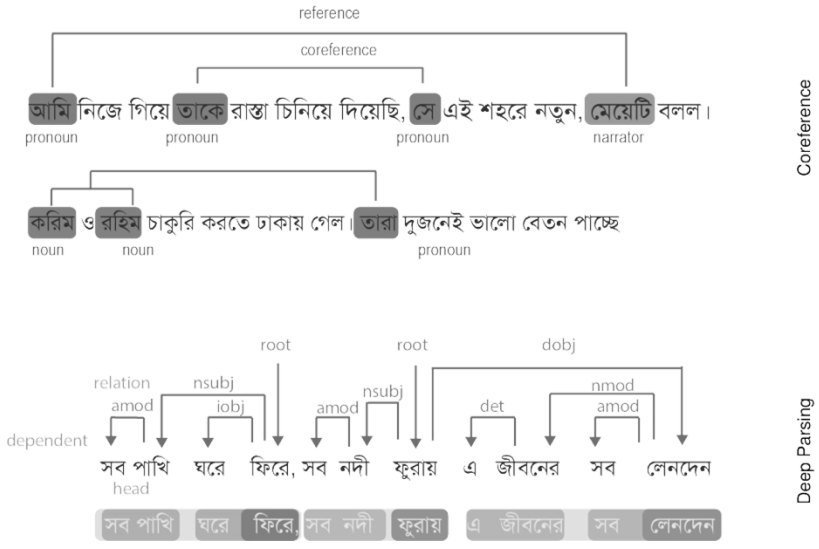 reference
coreference
আমি নিজে গিয়ে তাকে রাস্তা চিনিয়ে দিয়েছি, সে এই শহরে নতুন, মেয়েটি বলল।
pronoun pronoun pronoun narrator
Coreference
করিম ও রহিম চাকুরি করতে ঢাকায় গেল। তারা দুজনেই ভালো বেতন পাচ্ছে
noun noun pronoun
root root dobj
relation nsubj nsubj nmod
amod iobj amod det amod
dependent
সব পাখি ঘরে ফিরে, সব নদী ফুরায় এ জীবনের সব লেনদেন
head
সব পাখি ঘরে ফিরে, সব নদী ফুরায় এ জীবনের সব লেনদেন
Deep Parsing